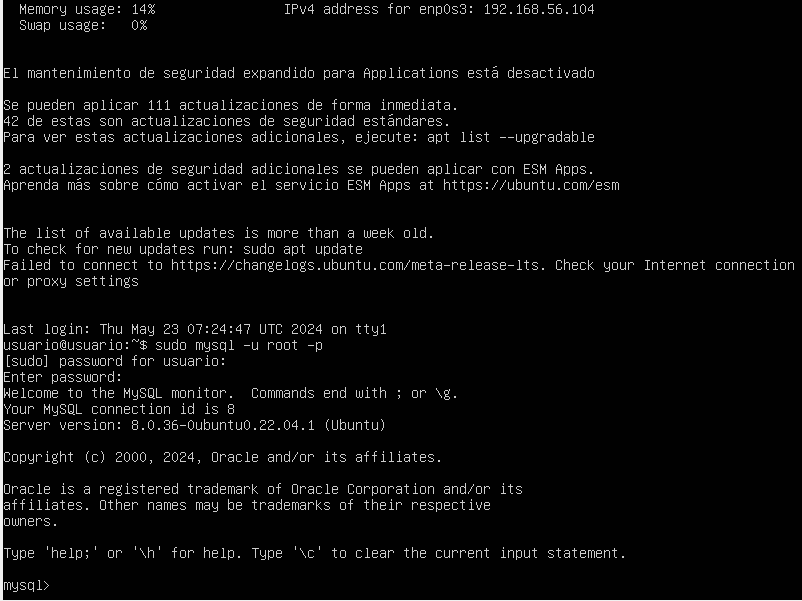 Memory usage: 14%                IPv4 address for enp0s3: 192.168.56.104
Swap usage:   0%
El mantenimiento de seguridad expandido para Applications está desactivado
Se pueden aplicar 111 actualizaciones de forma inmediata.
42 de estas son actualizaciones de seguridad estándares.
Para ver estas actualizaciones adicionales, ejecute: apt list --upgradable
2 actualizaciones de seguridad adicionales se pueden aplicar con ESM Apps.
Aprenda más sobre cómo activar el servicio ESM Apps at https://ubuntu.com/esm
The list of available updates is more than a week old.
To check for new updates run: sudo apt update
Failed to connect to https://changelogs.ubuntu.com/meta-release-lts. Check your Internet connection
or proxy settings
Last login: Thu May 23 07:24:47 UTC 2024 on tty1
usuario@usuario:~$ sudo mysql -u root -p
[sudo] password for usuario:
Enter password:
Welcome to the MySQL monitor.  Commands end with ; or \g.
Your MySQL connection id is 8
Server version: 8.0.36-0ubuntu0.22.04.1 (Ubuntu)
Copyright (c) 2000, 2024, Oracle and/or its affiliates.
Oracle is a registered trademark of Oracle Corporation and/or its
affiliates. Other names may be trademarks of their respective
owners.
Type 'help;' or '\h' for help. Type '\c' to clear the current input statement.
mysql>